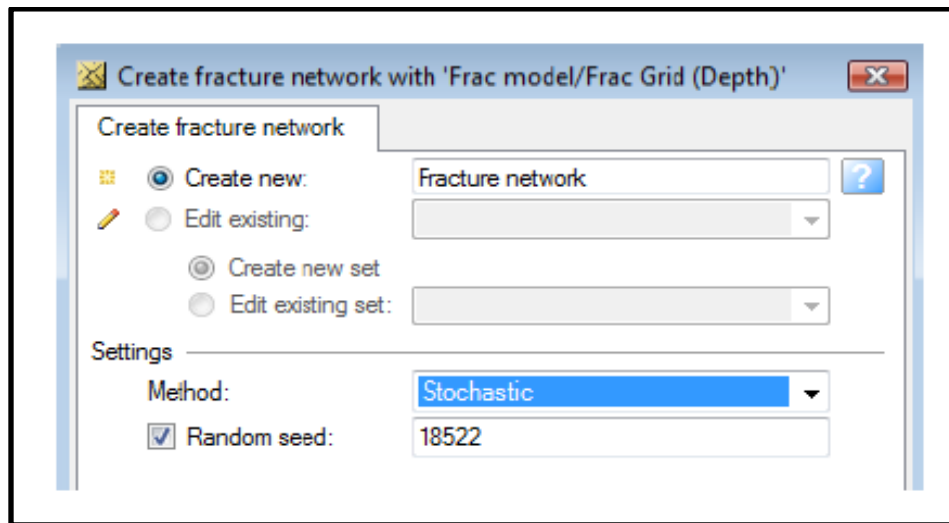 Create fracture network with 'Frac model/Frac Grid (Depth)'
Create fracture network
Create new: Fracture network ?
Edit existing:
Create new set
Edit existing set:
Settings
Method: Stochastic
Random seed: 18522